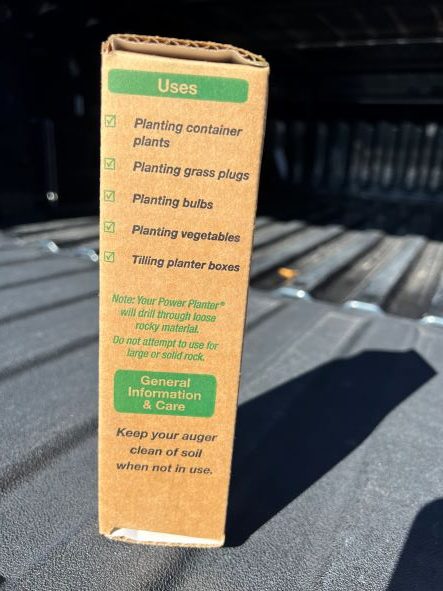 Uses
Planting container
plants
Planting grass plugs
Planting bulbs
Planting vegetables
Tilling planter boxes
Note: Your Power Planter®
will drill through loose
rocky material.
Do not attempt to use for
large or solid rock.
General
Information
& Care
Keep your auger
clean of soil
when not in use.